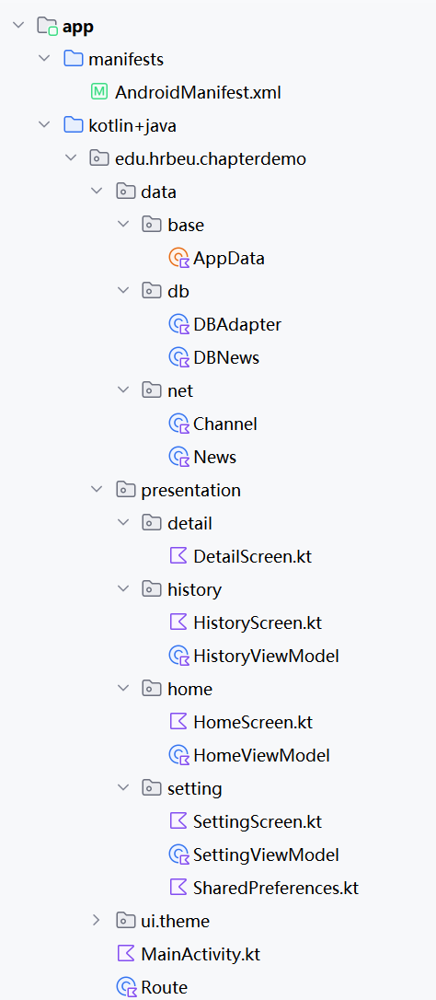 app
manifests
AndroidManifest.xml
kotlin+java
edu.hrbeu.chapterdemo
data
base
AppData
db
DBAdapter
DBNews
net
Channel
News
presentation
detail
DetailScreen.kt
history
HistoryScreen.kt
HistoryViewModel
home
HomeScreen.kt
HomeViewModel
setting
SettingScreen.kt
SettingViewModel
SharedPreferences.kt
ui.theme
MainActivity.kt
Route